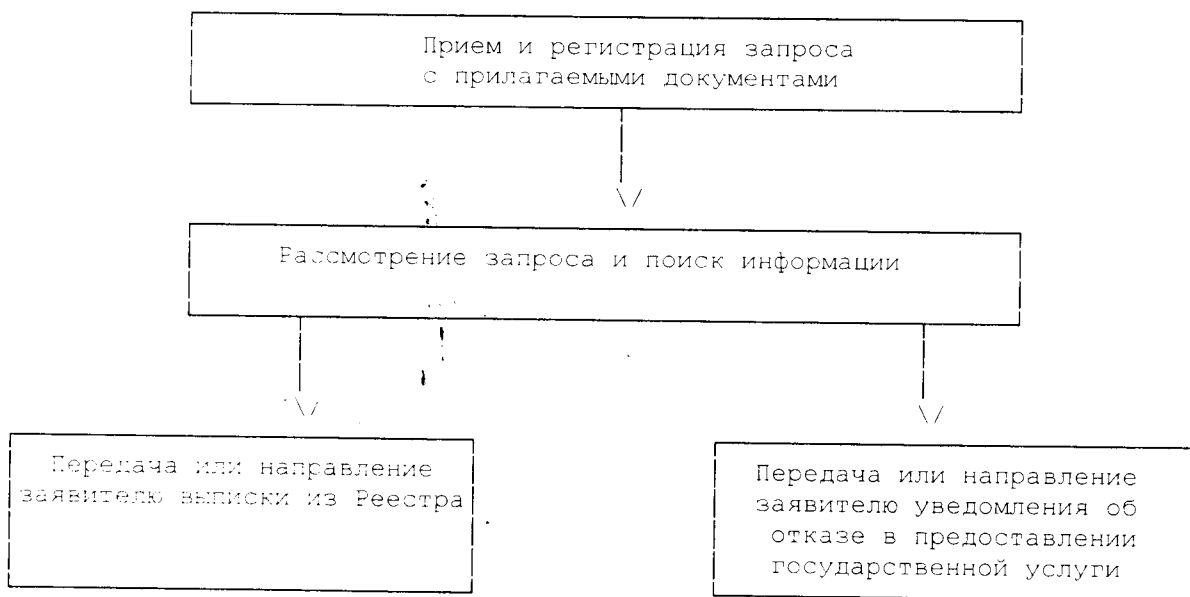 Прием и регистрация запроса
с прилагаемыми документами
Рассмотрение запроса и поиск информации
Передача или направление
заявителю выписки из Реестра
Передача или направление
заявителю уведомления об
отказе в предоставлении
государственной услуги